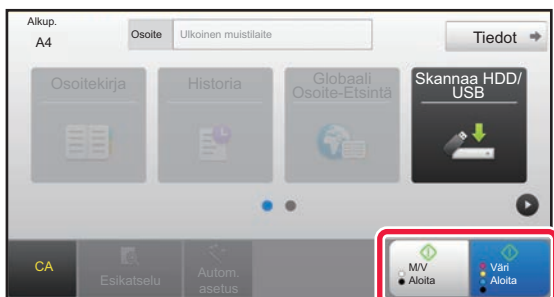 Alkup.
A4
Osoite
Ulkoinen muistilaite
Tiedot
Osoitekirja
Historia
Globaali
Osoite-Etsintä
Skannaa HDD/
USB
CA
Esikatselu
Autom.
asetus
M/V
Aloita
Väri
Aloita